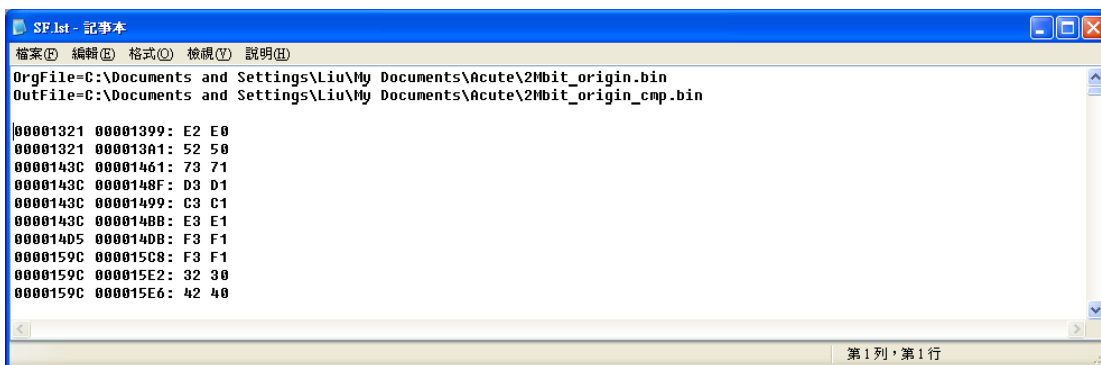 SF.lst - 記事本
檔案(F) 編輯(E) 格式(O) 檢視(V) 說明(H)
OrgFile=C:\Documents and Settings\Liu\My Documents\Acute\2Mbit_origin.bin
OutFile=C:\Documents and Settings\Liu\My Documents\Acute\2Mbit_origin_cmp.bin
00001321 00001399: E2 E0
00001321 000013A1: 52 50
0000143C 00001461: 73 71
0000143C 0000148F: D3 D1
0000143C 00001499: C3 C1
0000143C 000014BB: E3 E1
000014D5 000014DB: F3 F1
0000159C 000015C8: F3 F1
0000159C 000015E2: 32 30
0000159C 000015E6: 42 40
第 1 列，第 1 行